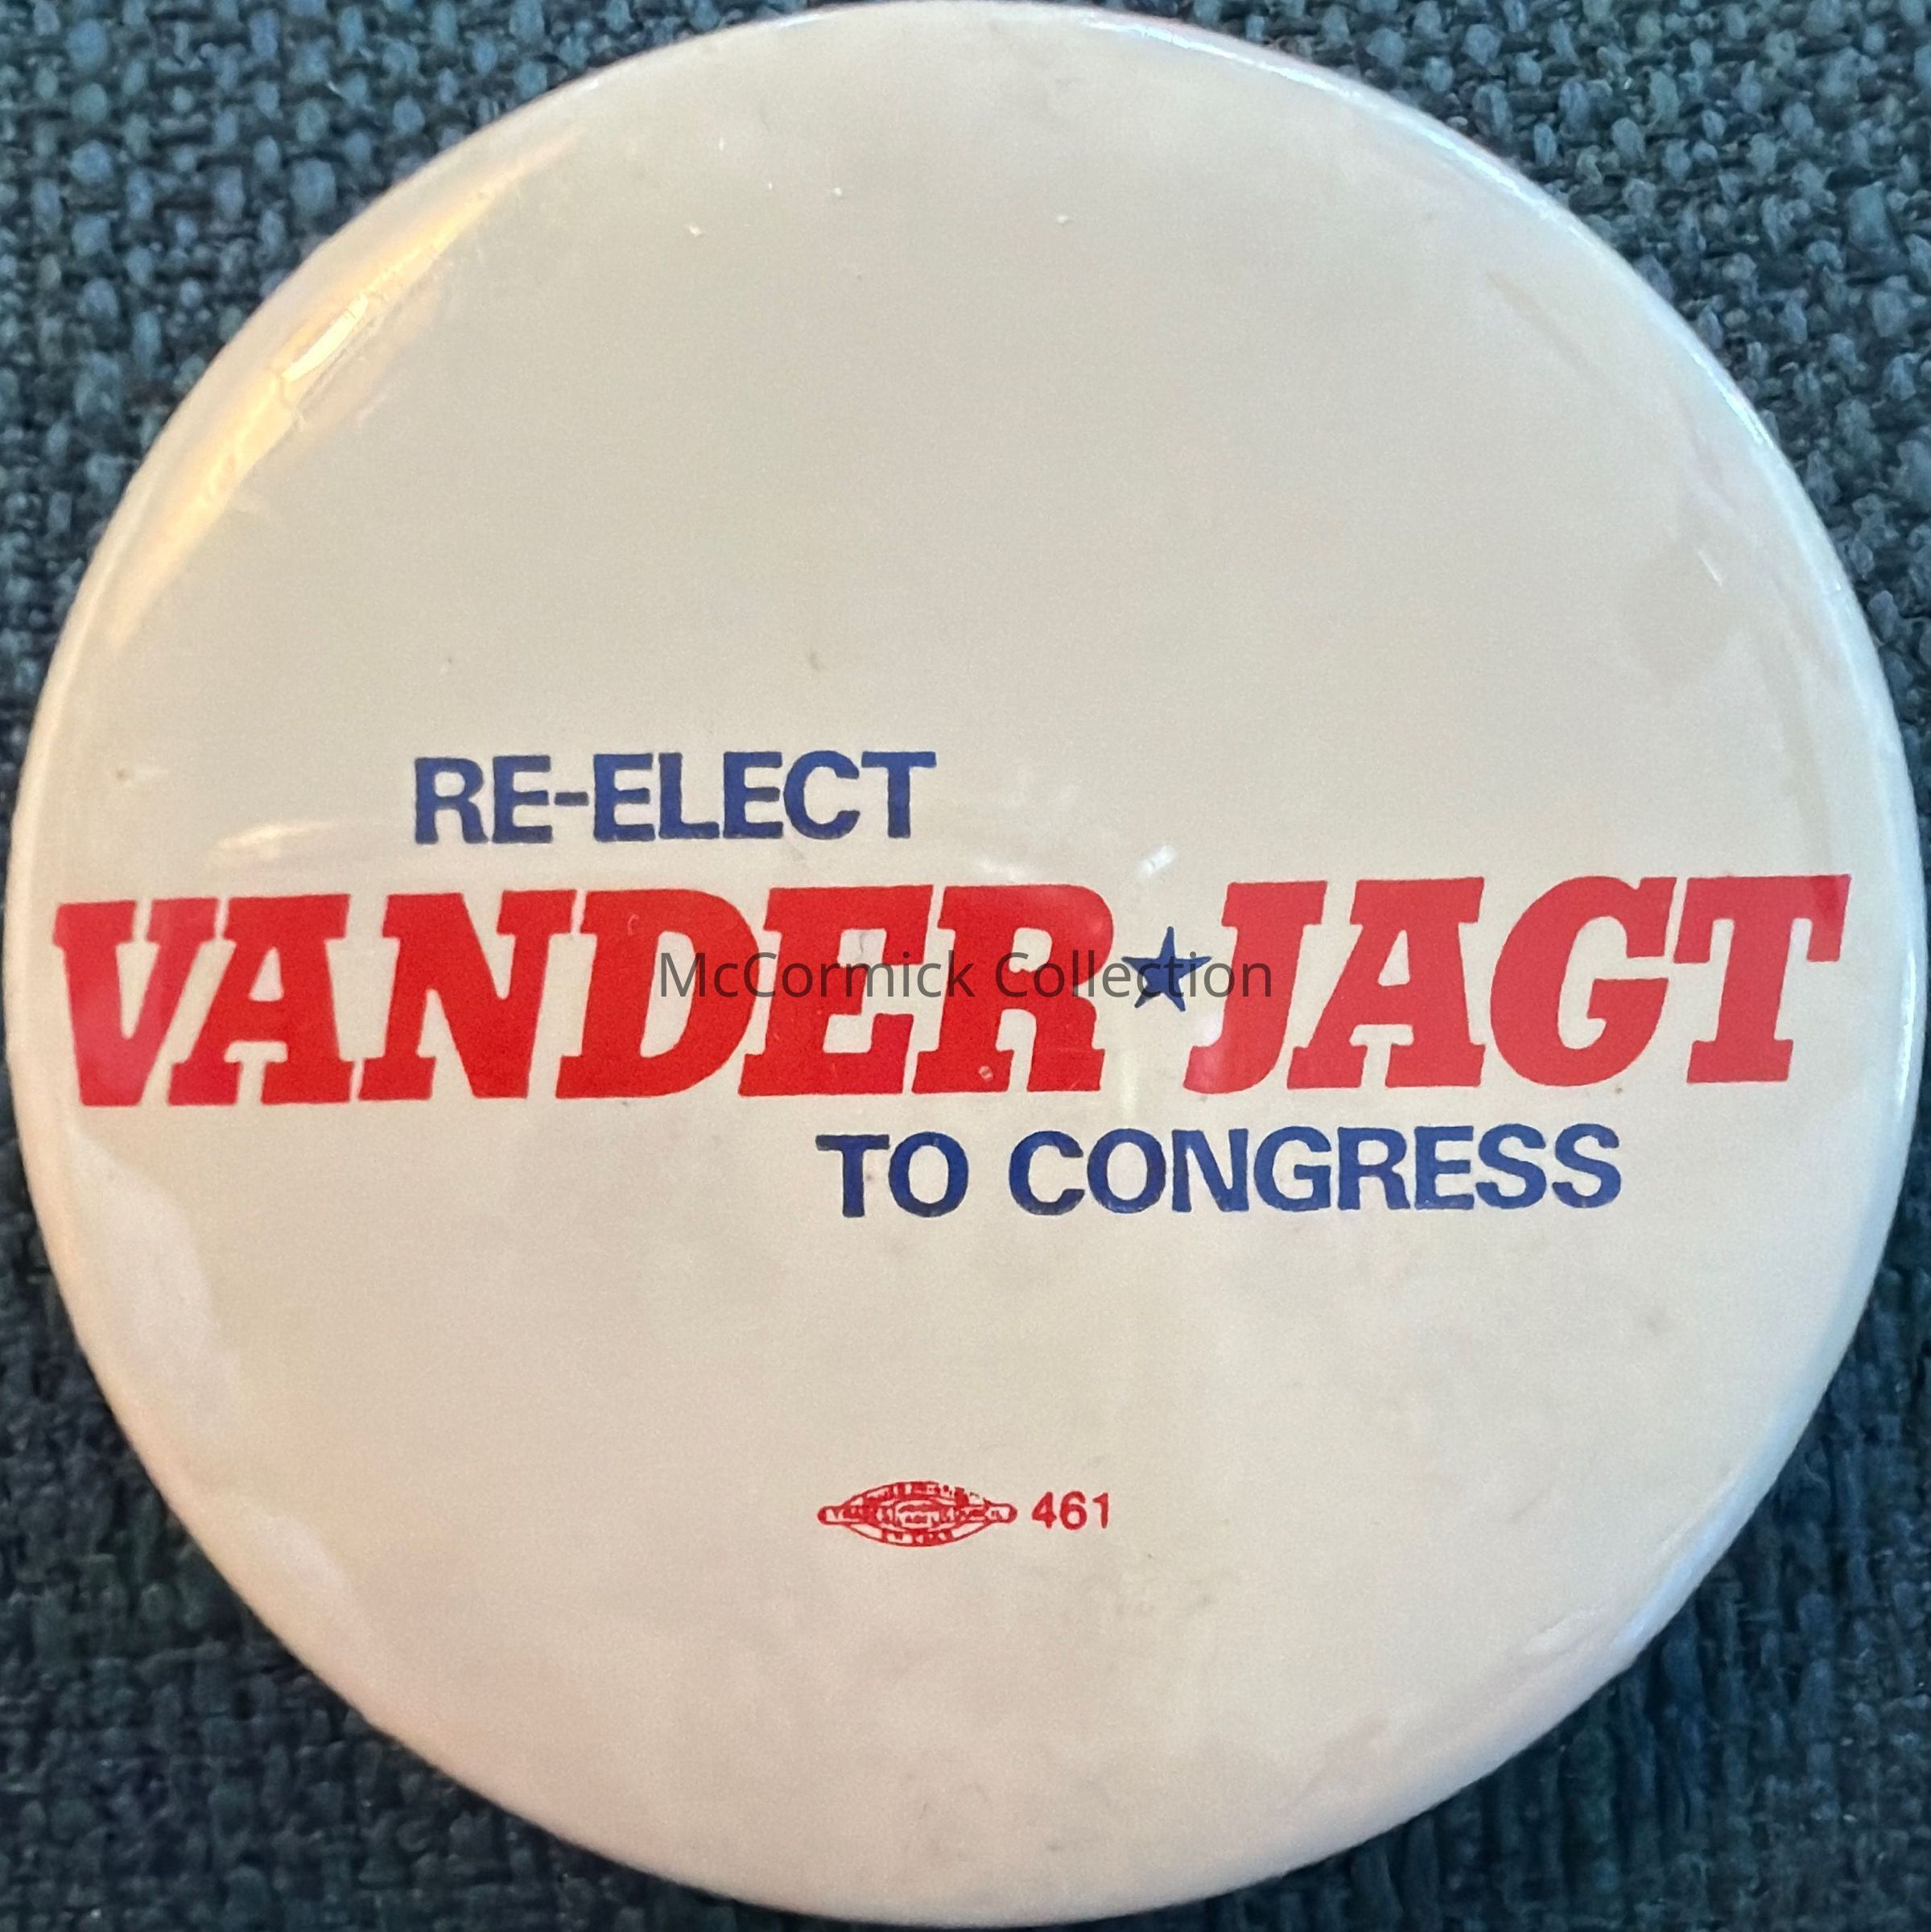 RE-ELECT
VANDER★JAGT
McCormick Collection
TO CONGRESS
461